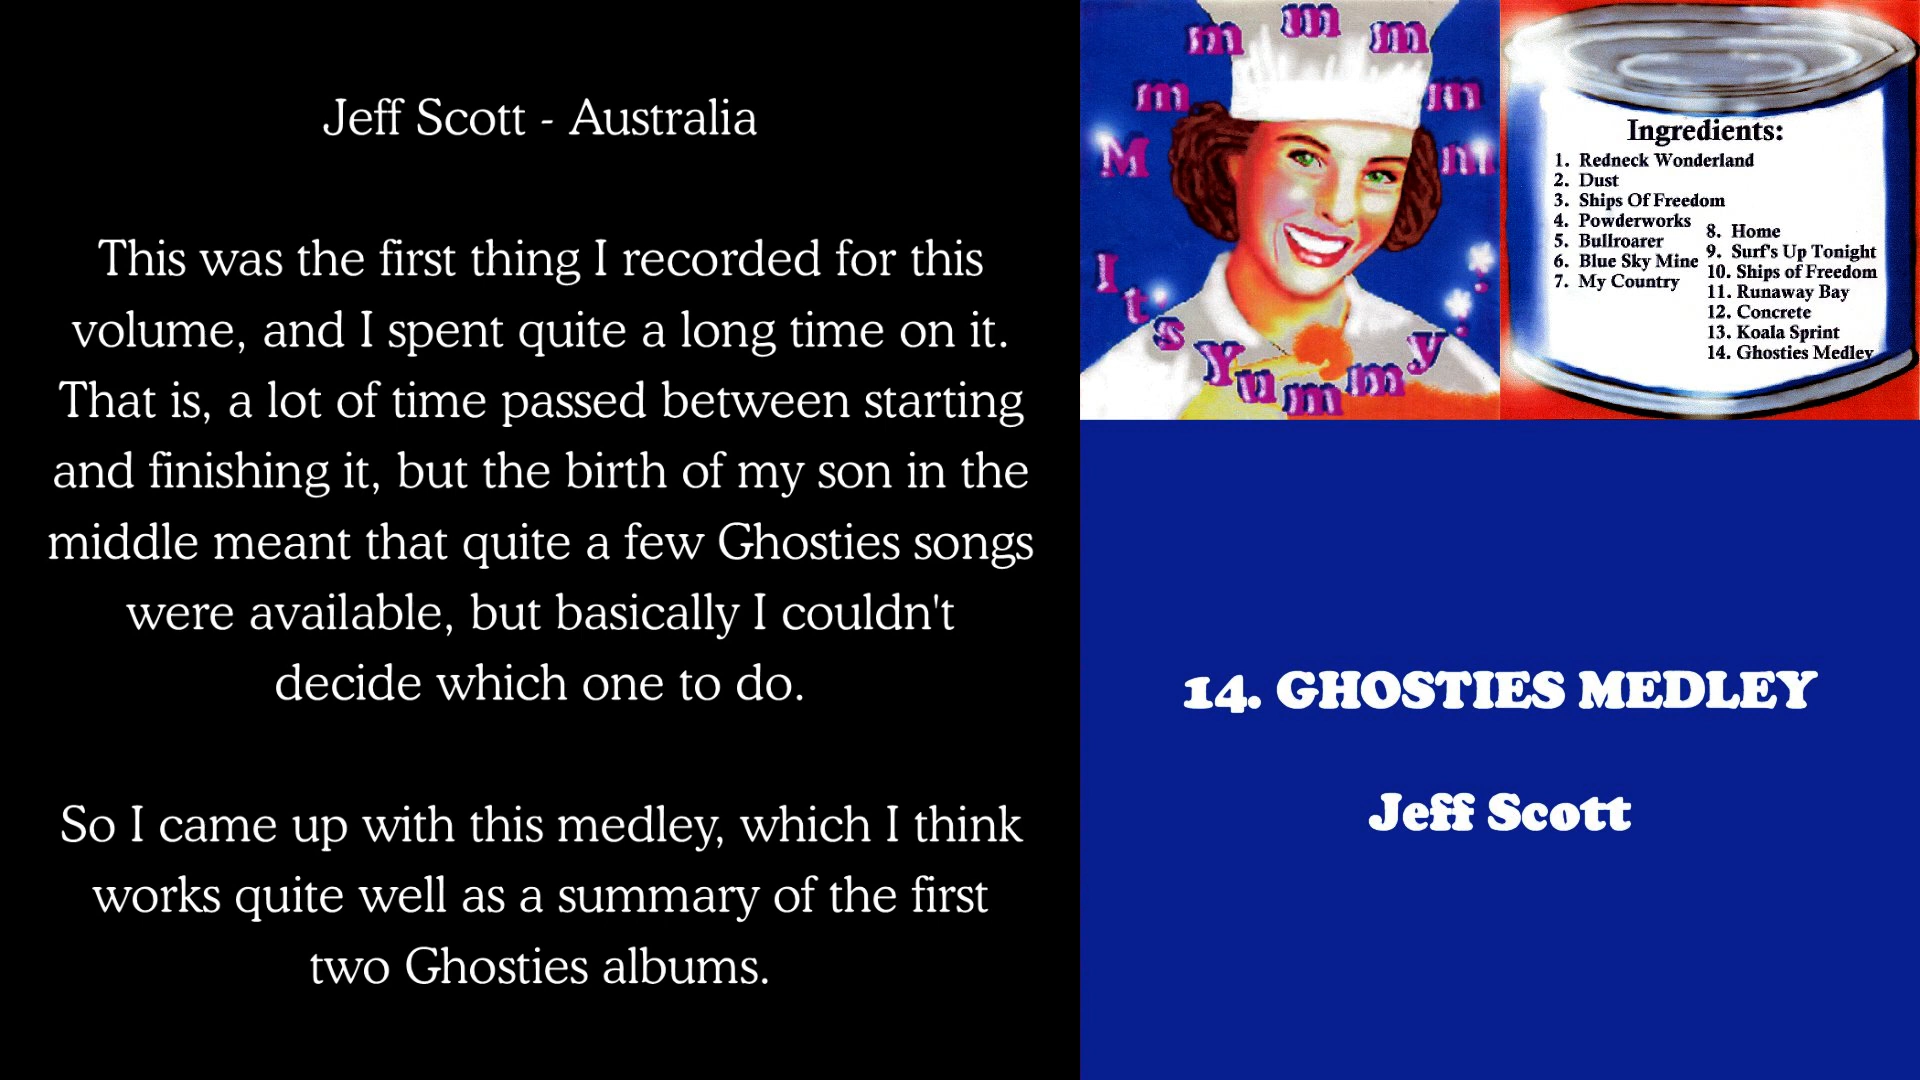 Jeff Scott - Australia
This was the first thing I recorded for this
volume, and I spent quite a long time on it.
That is, a lot of time passed between starting
and finishing it, but the birth of my son in the
middle meant that quite a few Ghosties songs
were available, but basically I couldn't
decide which one to do.
So I came up with this medley, which I think
works quite well as a summary of the first
two Ghosties albums.
M m m m m m m
It's Yummy!
Ingredients:
1. Redneck Wonderland
2. Dust
3. Ships Of Freedom
4. Powderworks
5. Bullroarer
6. Blue Sky Mine
7. My Country
8. Home
9. Surf's Up Tonight
10. Ships of Freedom
11. Runaway Bay
12. Concrete
13. Koala Sprint
14. Ghosties Medley
14. GHOSTIES MEDLEY
Jeff Scott